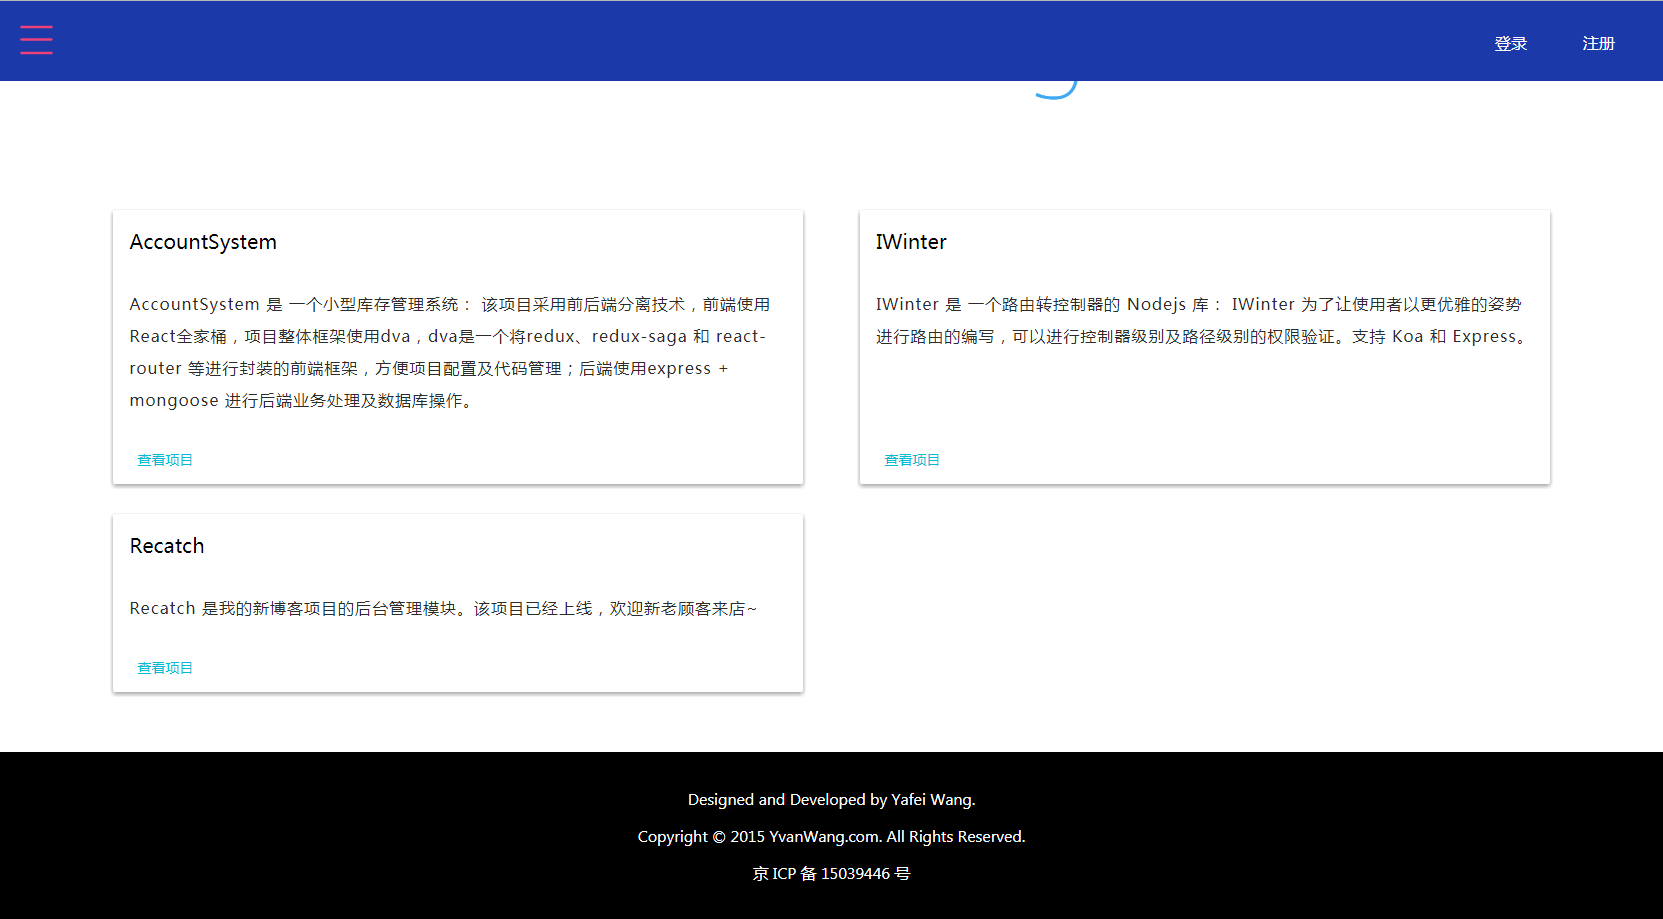 登录 注册
AccountSystem
AccountSystem 是 一个小型库存管理系统： 该项目采用前后端分离技术，前端使用
React全家桶，项目整体框架使用dva，dva是一个将redux、redux-saga 和 react-
router 等进行封装的前端框架，方便项目配置及代码管理；后端使用express +
mongoose 进行后端业务处理及数据库操作。
查看项目
IWinter
IWinter 是 一个路由转控制器的 Nodejs 库： IWinter 为了让使用者以更优雅的姿势
进行路由的编写，可以进行控制器级别及路径级别的权限验证。支持 Koa 和 Express。
查看项目
Recatch
Recatch 是我的新博客项目的后台管理模块。该项目已经上线，欢迎新老顾客来店~
查看项目
Designed and Developed by Yafei Wang.
Copyright © 2015 YvanWang.com. All Rights Reserved.
京 ICP 备 15039446 号